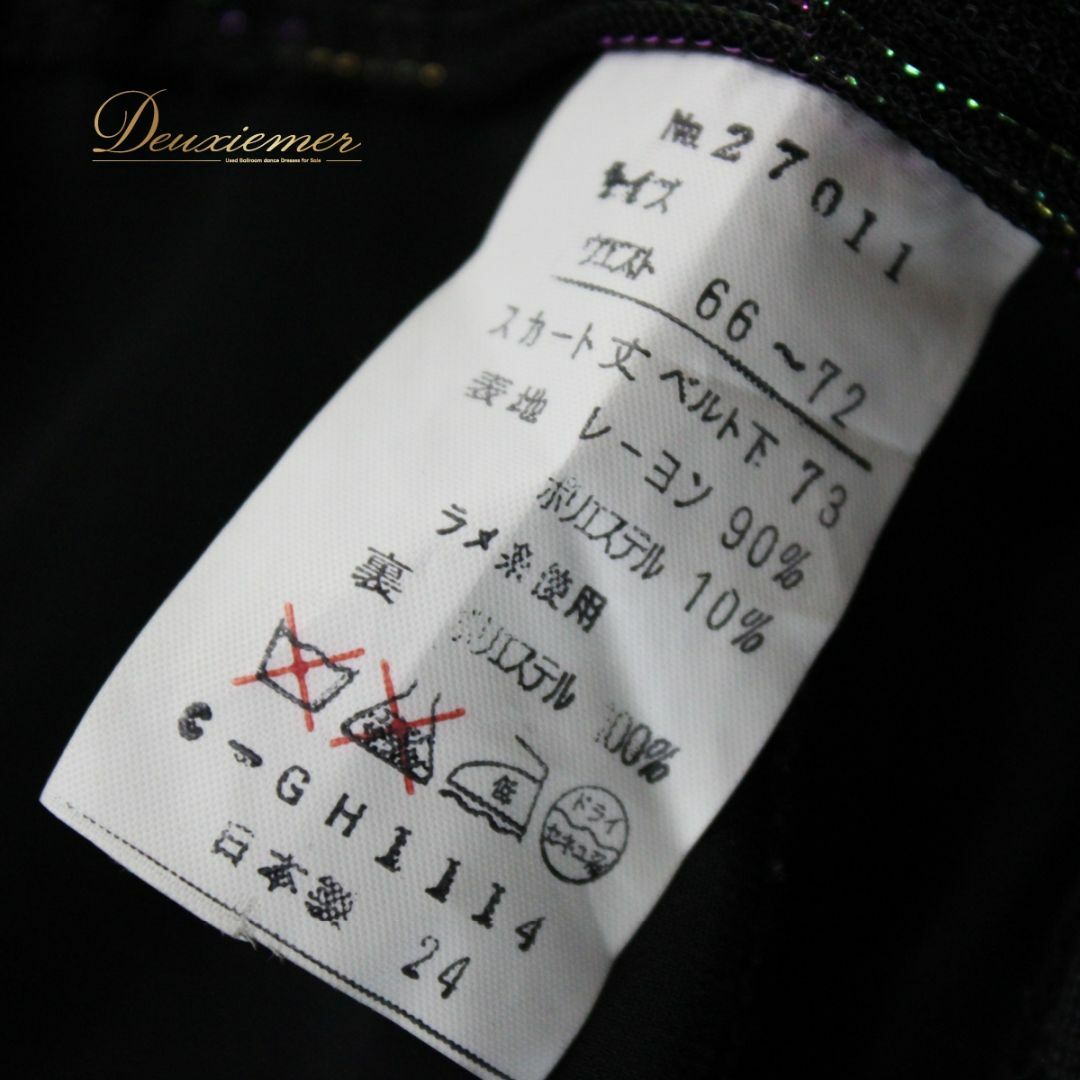 Deuxiemer
Used Ballroom dance Dresses for Sale
№27011
サイズ
ウエスト 66〜72
スカート丈 ベルト下 73
表地 レーヨン 90%
ポリエステル 10%
ラメ糸使用
裏 ポリエステル 100%
低
ドライ
セキユ系
6-GH1114
日本製 24